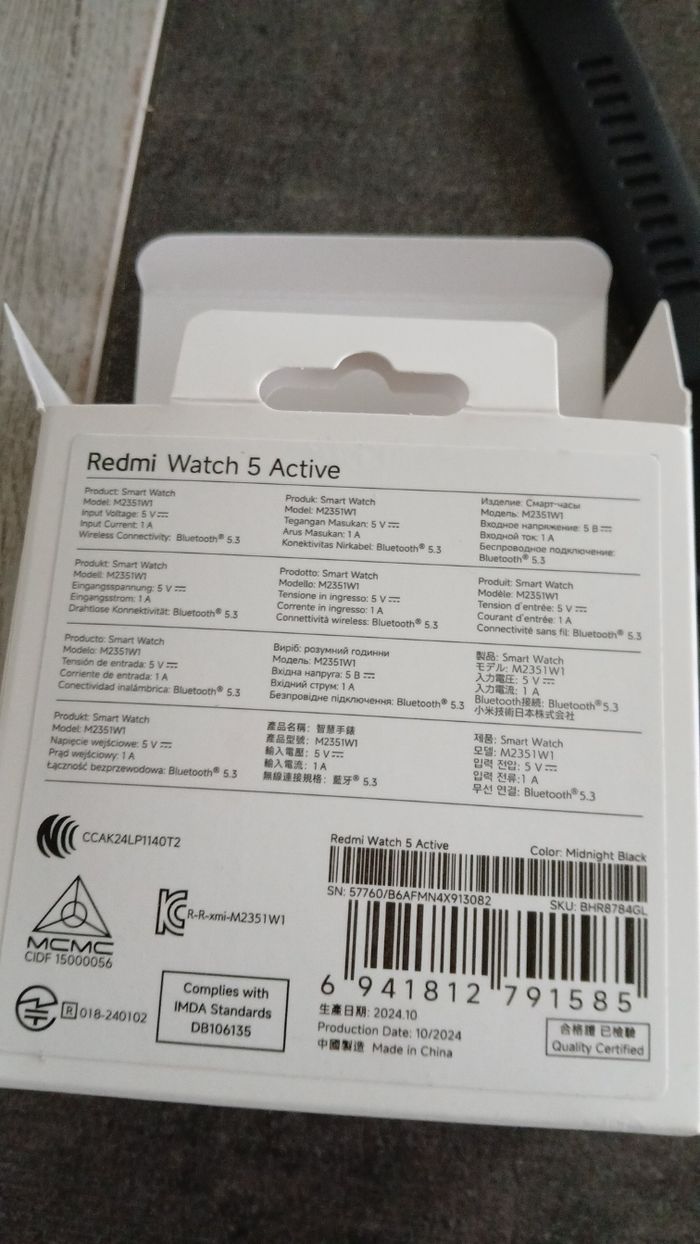 Redmi Watch 5 Active
Product: Smart Watch
Model: M2351W1
Input Voltage: 5 V⎓
Input Current: 1 A
Wireless Connectivity: Bluetooth® 5.3
Produk: Smart Watch
Model: M2351W1
Tegangan Masukan: 5 V⎓
Arus Masukan: 1 A
Konektivitas Nirkabel: Bluetooth® 5.3
Изделие: Смарт-часы
Модель: M2351W1
Входное напряжение: 5 В⎓
Входной ток: 1 А
Беспроводное подключение:
Bluetooth® 5.3
Produkt: Smart Watch
Modell: M2351W1
Eingangsspannung: 5 V⎓
Eingangsstrom: 1 A
Drahtlose Konnektivität: Bluetooth® 5.3
Prodotto: Smart Watch
Modello: M2351W1
Tensione in ingresso: 5 V⎓
Corrente in ingresso: 1 A
Connettività wireless: Bluetooth® 5.3
Produit: Smart Watch
Modèle: M2351W1
Tension d'entrée: 5 V⎓
Courant d'entrée: 1 A
Connectivité sans fil: Bluetooth® 5.3
Producto: Smart Watch
Modelo: M2351W1
Tensión de entrada: 5 V⎓
Corriente de entrada: 1 A
Conectividad inalámbrica: Bluetooth® 5.3
Виріб: розумний годинни
Модель: M2351W1
Вхідна напруга: 5 В⎓
Вхідний струм: 1 А
Безпровідне підключення: Bluetooth® 5.3
製品: Smart Watch
モデル: M2351W1
入力電圧: 5 V⎓
入力電流: 1 A
Bluetooth接続: Bluetooth® 5.3
小米技術日本株式会社
Produkt: Smart Watch
Model: M2351W1
Napięcie wejściowe: 5 V⎓
Prąd wejściowy: 1 A
Łączność bezprzewodowa: Bluetooth® 5.3
產品名稱: 智慧手錶
產品型號: M2351W1
輸入電壓: 5 V⎓
輸入電流: 1 A
無線連接規格: 藍牙® 5.3
제품: Smart Watch
모델: M2351W1
입력 전압: 5 V⎓
입력 전류: 1 A
무선 연결: Bluetooth® 5.3
CCAK24LP1140T2
MCMC
CIDF 15000056
R-R-xmi-M2351W1
R 018-240102
Complies with
IMDA Standards
DB106135
Redmi Watch 5 Active
Color: Midnight Black
SN: 57760/B6AFMN4X913082
SKU: BHR8784GL
6 941812 791585
生產日期: 2024.10
Production Date: 10/2024
中國製造 Made in China
合格證 已檢驗
Quality Certified